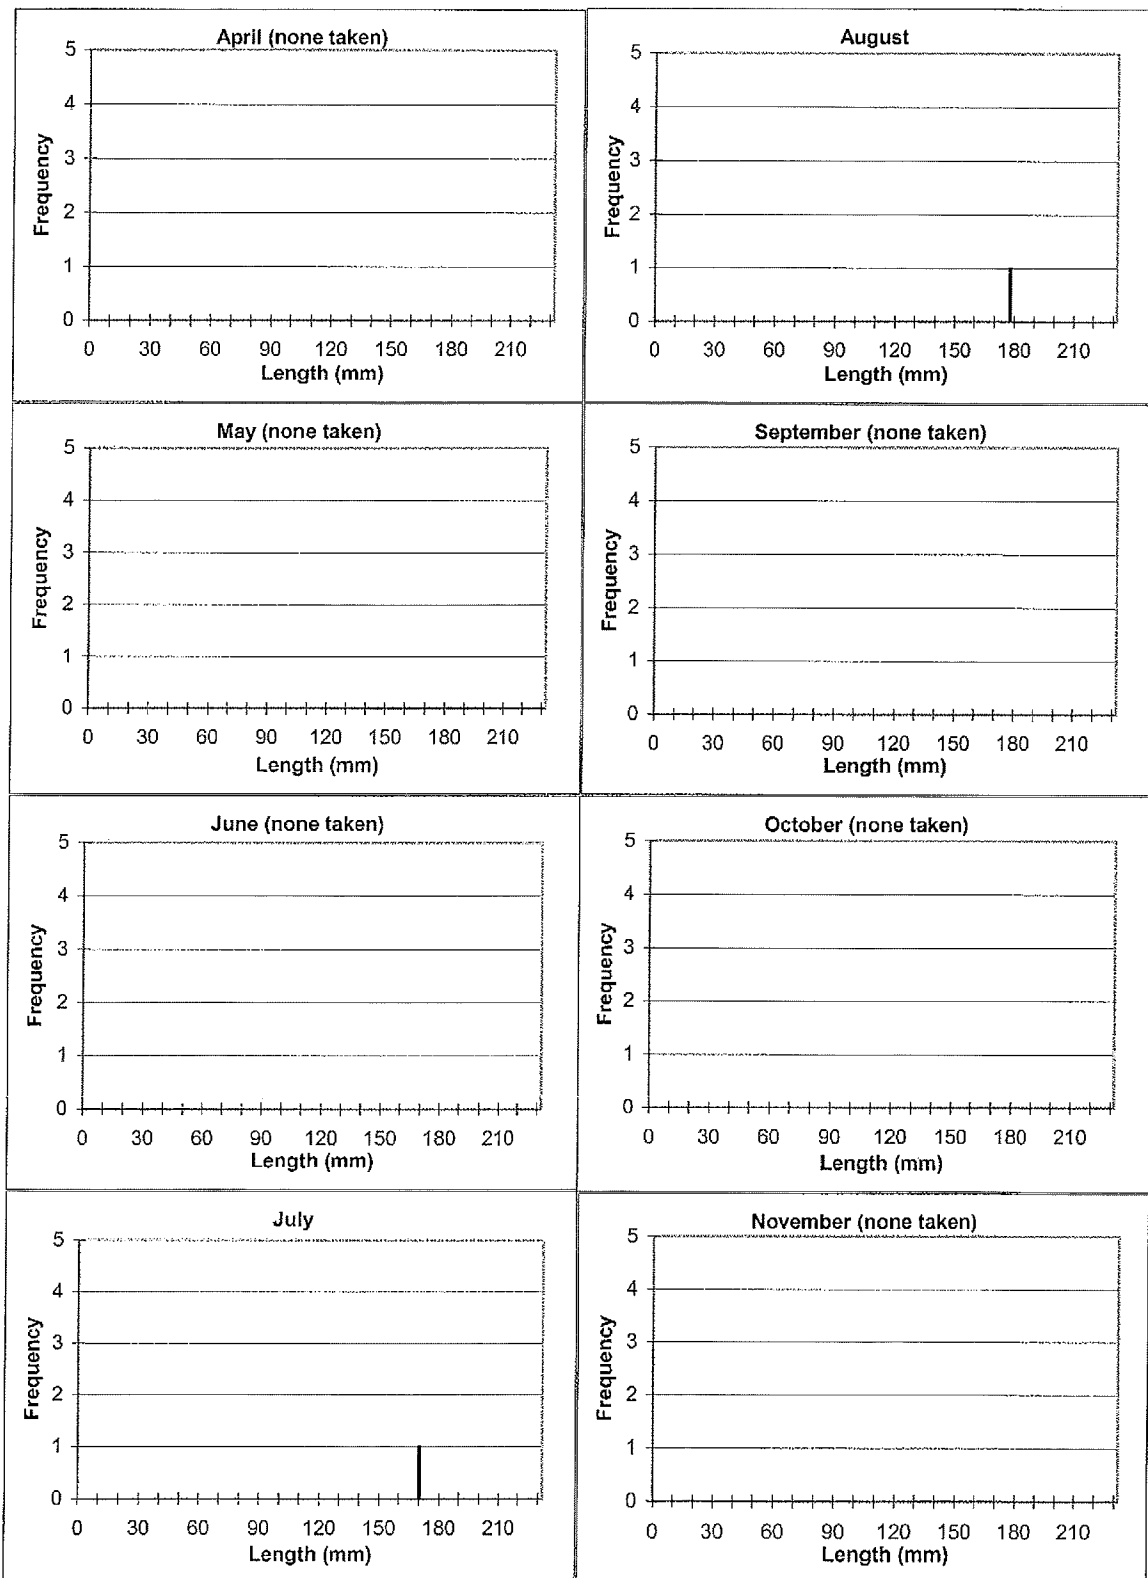 April (none taken)
5
4
3
2
1
0
Frequency
0 30 60 90 120 150 180 210
Length (mm)
August
5
4
3
2
1
0
Frequency
0 30 60 90 120 150 180 210
Length (mm)
May (none taken)
5
4
3
2
1
0
Frequency
0 30 60 90 120 150 180 210
Length (mm)
September (none taken)
5
4
3
2
1
0
Frequency
0 30 60 90 120 150 180 210
Length (mm)
June (none taken)
5
4
3
2
1
0
Frequency
0 30 60 90 120 150 180 210
Length (mm)
October (none taken)
5
4
3
2
1
0
Frequency
0 30 60 90 120 150 180 210
Length (mm)
July
5
4
3
2
1
0
Frequency
0 30 60 90 120 150 180 210
Length (mm)
November (none taken)
5
4
3
2
1
0
Frequency
0 30 60 90 120 150 180 210
Length (mm)